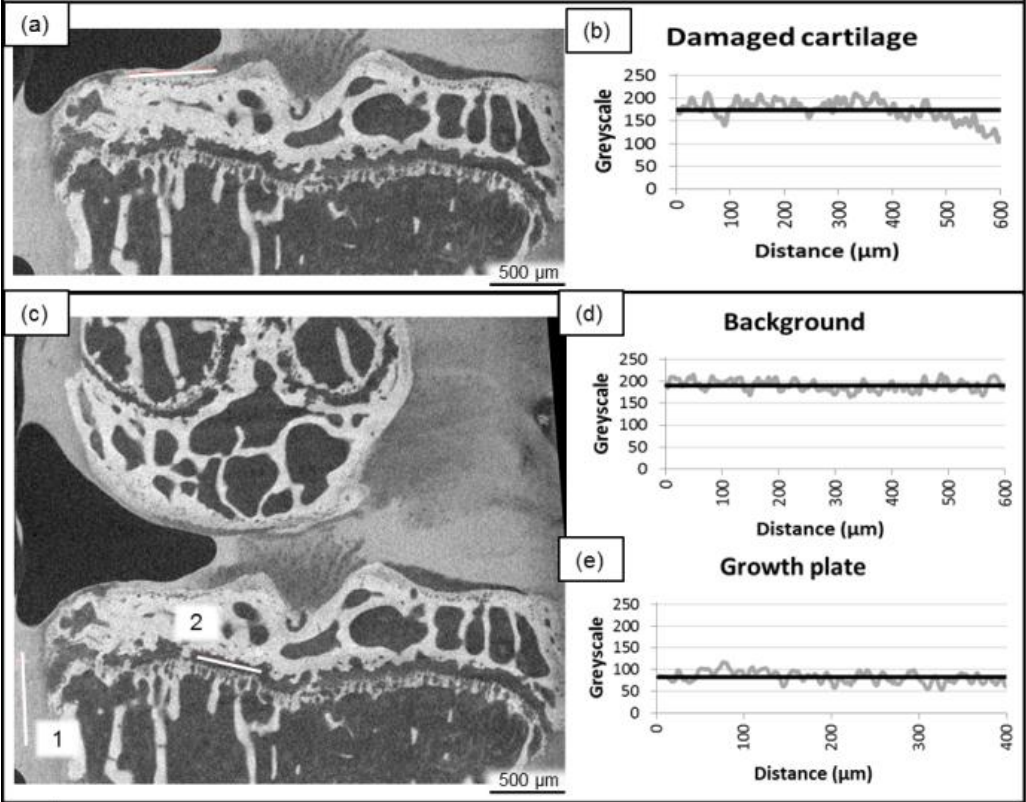 (a)
500 µm
(b)
Damaged cartilage
Greyscale
250
200
150
100
50
0
0 100 200 300 400 500 600
Distance (µm)
(c)
2
1
500 µm
(d)
Background
Greyscale
250
200
150
100
50
0
0 100 200 300 400 500 600
Distance (µm)
(e)
Growth plate
Greyscale
250
200
150
100
50
0
0 100 200 300 400
Distance (µm)